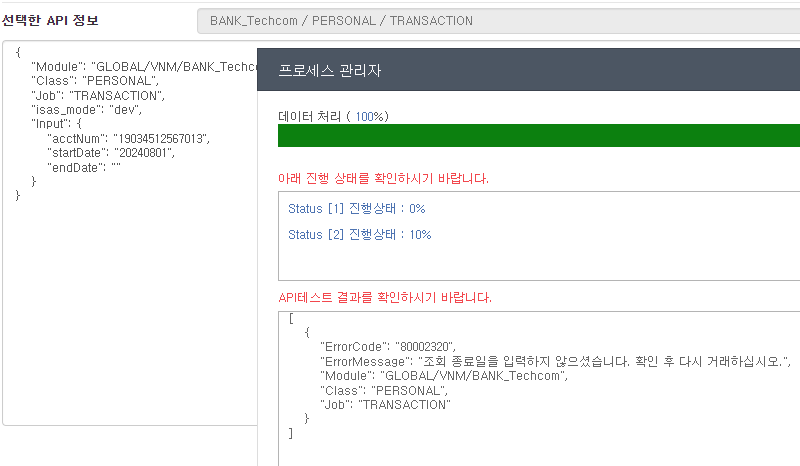 선택한 API 정보
BANK_Techcom / PERSONAL / TRANSACTION
{
"Module": "GLOBAL/VNM/BANK_Techco
"Class": "PERSONAL",
"Job": "TRANSACTION",
"isas_mode": "dev",
"Input": {
"acctNum": "19034512567013",
"startDate": "20240801",
"endDate": ""
}
}
프로세스 관리자
데이터 처리 ( 100%)
아래 진행 상태를 확인하시기 바랍니다.
Status [1] 진행상태 : 0%
Status [2] 진행상태 : 10%
API테스트 결과를 확인하시기 바랍니다.
[
{
"ErrorCode": "80002320",
"ErrorMessage": "조회 종료일을 입력하지 않으셨습니다. 확인 후 다시 거래하십시오.",
"Module": "GLOBAL/VNM/BANK_Techcom",
"Class": "PERSONAL",
"Job": "TRANSACTION"
}
]